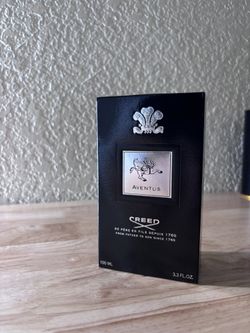 AVENTUS
CREED
DE PÈRE EN FILS DEPUIS 1760
FROM FATHER TO SON SINCE 1760
100 ML
3.3 FL.OZ.